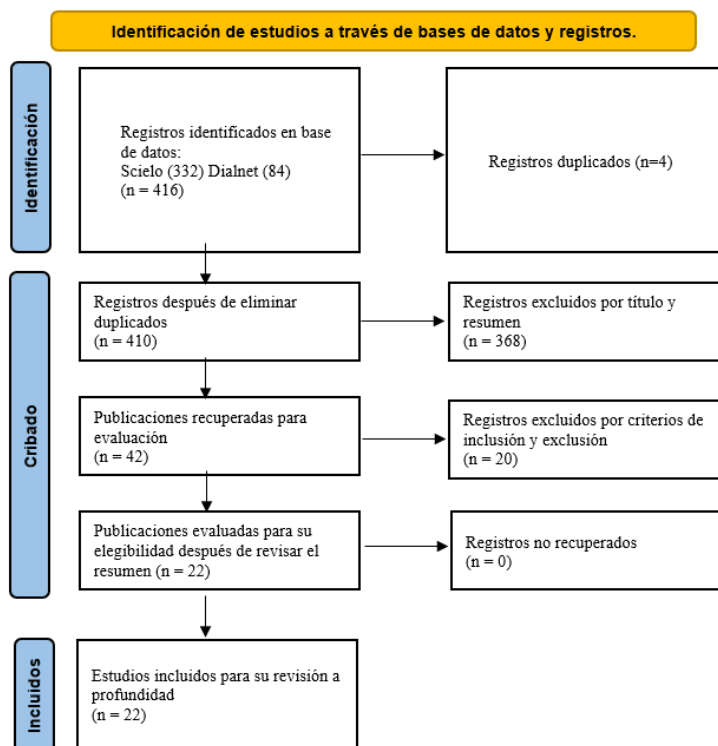 Identificación de estudios a través de bases de datos y registros.
Identificación
Registros identificados en base
de datos:
Scielo (332) Dialnet (84)
(n = 416)
Registros duplicados (n=4)
Cribado
Registros después de eliminar
duplicados
(n = 410)
Registros excluidos por título y
resumen
(n = 368)
Publicaciones recuperadas para
evaluación
(n = 42)
Registros excluidos por criterios de
inclusión y exclusión
(n = 20)
Publicaciones evaluadas para su
elegibilidad después de revisar el
resumen (n = 22)
Registros no recuperados
(n = 0)
Incluidos
Estudios incluidos para su revisión a
profundidad
(n = 22)